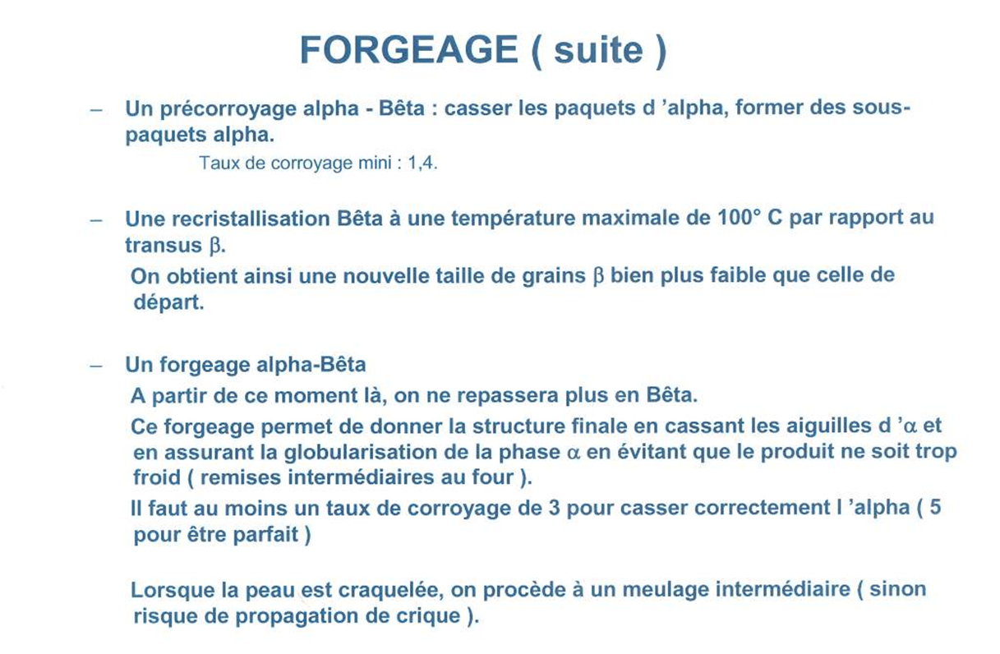 FORGEAGE ( suite )
– Un précorroyage alpha - Bêta : casser les paquets d ’alpha, former des sous-
paquets alpha.
Taux de corroyage mini : 1,4.
– Une recristallisation Bêta à une température maximale de 100° C par rapport au
transus β.
On obtient ainsi une nouvelle taille de grains β bien plus faible que celle de
départ.
– Un forgeage alpha-Bêta
A partir de ce moment là, on ne repassera plus en Bêta.
Ce forgeage permet de donner la structure finale en cassant les aiguilles d ’α et
en assurant la globularisation de la phase α en évitant que le produit ne soit trop
froid ( remises intermédiaires au four ).
Il faut au moins un taux de corroyage de 3 pour casser correctement l ’alpha ( 5
pour être parfait )
Lorsque la peau est craquelée, on procède à un meulage intermédiaire ( sinon
risque de propagation de crique ).